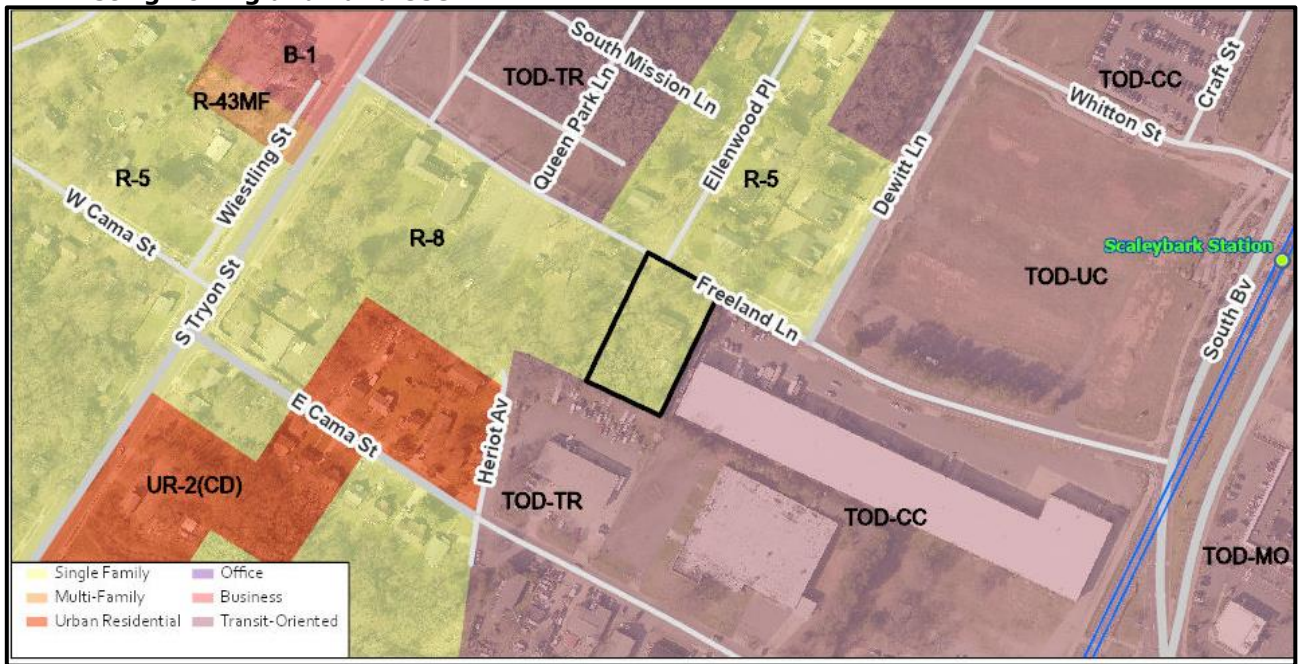 B-1
South Mission Ln
TOD-TR
TOD-CC
Craft St
R-43MF
Whitton St
Queen Park Ln
Ellenwood Pl
R-5
Wiestling St
R-5
Dewitt Ln
W Cama St
R-8
Scaleybark Station
S Tryon St
Freeland Ln
TOD-UC
South Bv
E Cama St
Heriot Av
UR-2(CD)
TOD-TR
TOD-CC
TOD-MO
Single Family
Office
Multi-Family
Business
Urban Residential
Transit-Oriented